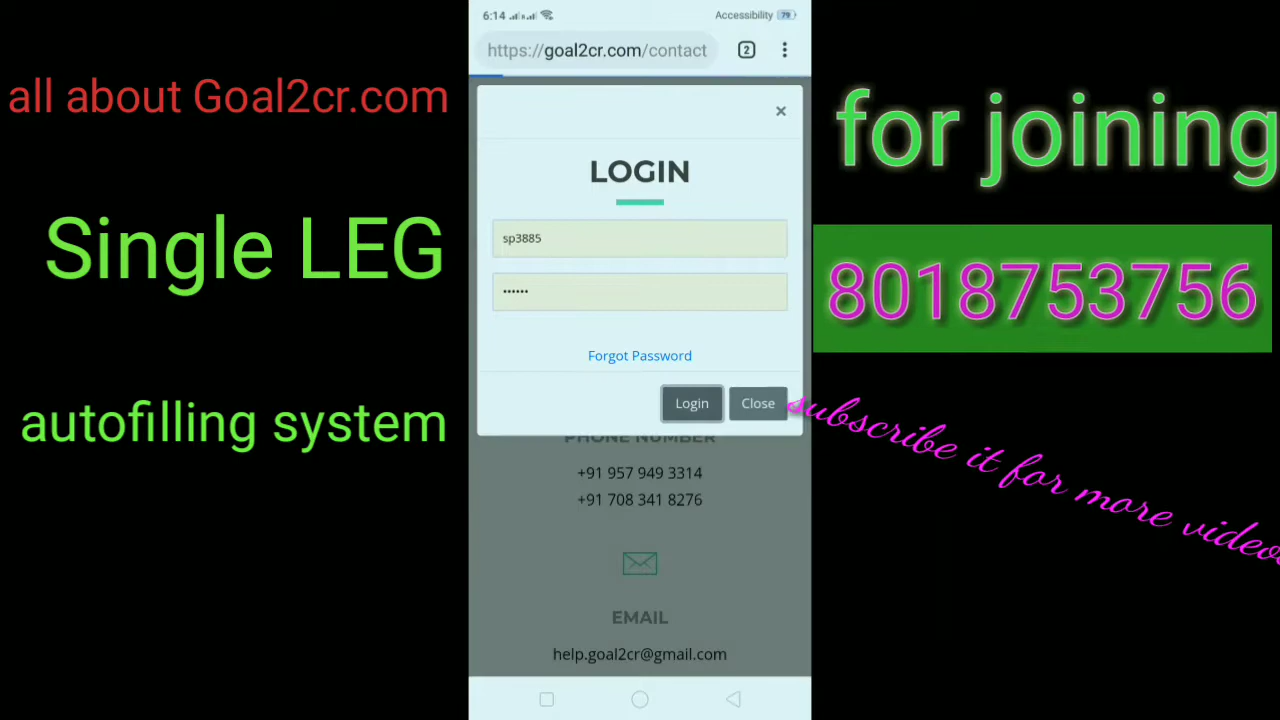 all about Goal2cr.com
Single LEG
autofilling system
6:14
Accessibility 79
https://goal2cr.com/contact
2
×
LOGIN
sp3885
••••••
Forgot Password
Login
Close
PHONE NUMBER
+91 957 949 3314
+91 708 341 8276
EMAIL
help.goal2cr@gmail.com
for joining
8018753756
subscribe it for more videos